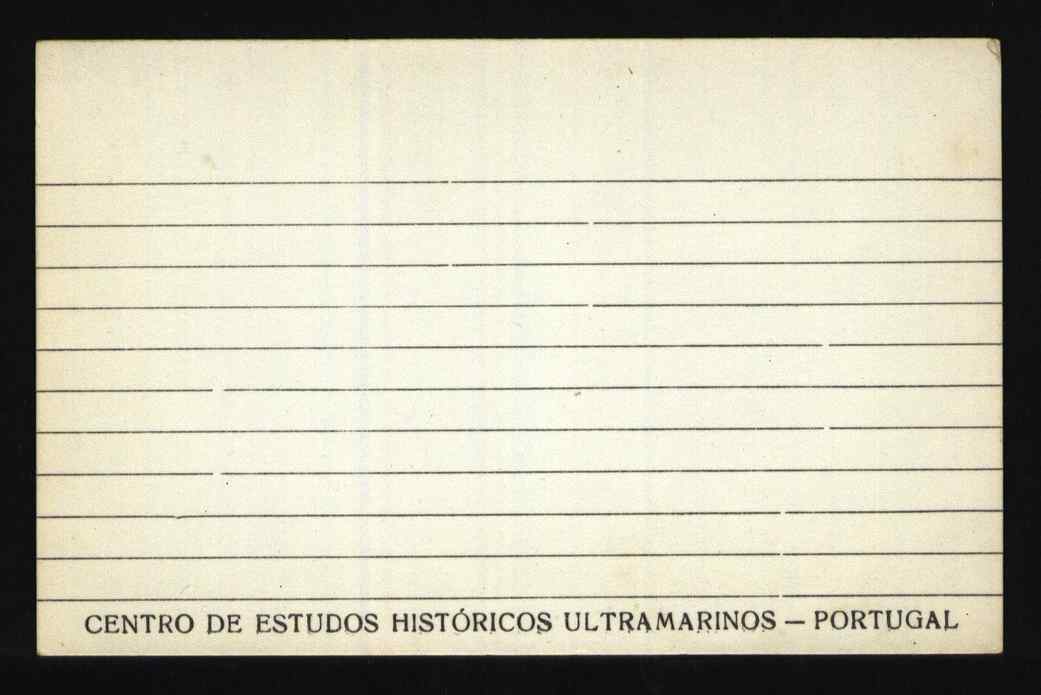 CENTRO DE ESTUDOS HISTÓRICOS ULTRAMARINOS — PORTUGAL